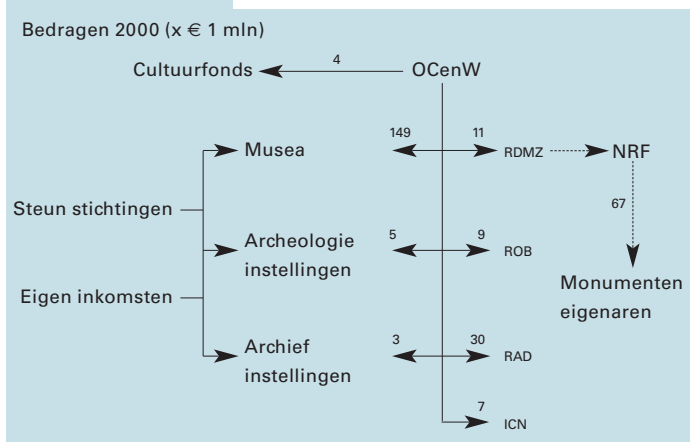 Bedragen 2000 (x € 1 mln)
Cultuurfonds 4 OCenW
Musea 149 11 RDMZ NRF
Steun stichtingen
67
Archeologie
instellingen
5 9 ROB
Eigen inkomsten
Monumenten
eigenaren
Archief
instellingen
3 30 RAD
7 ICN